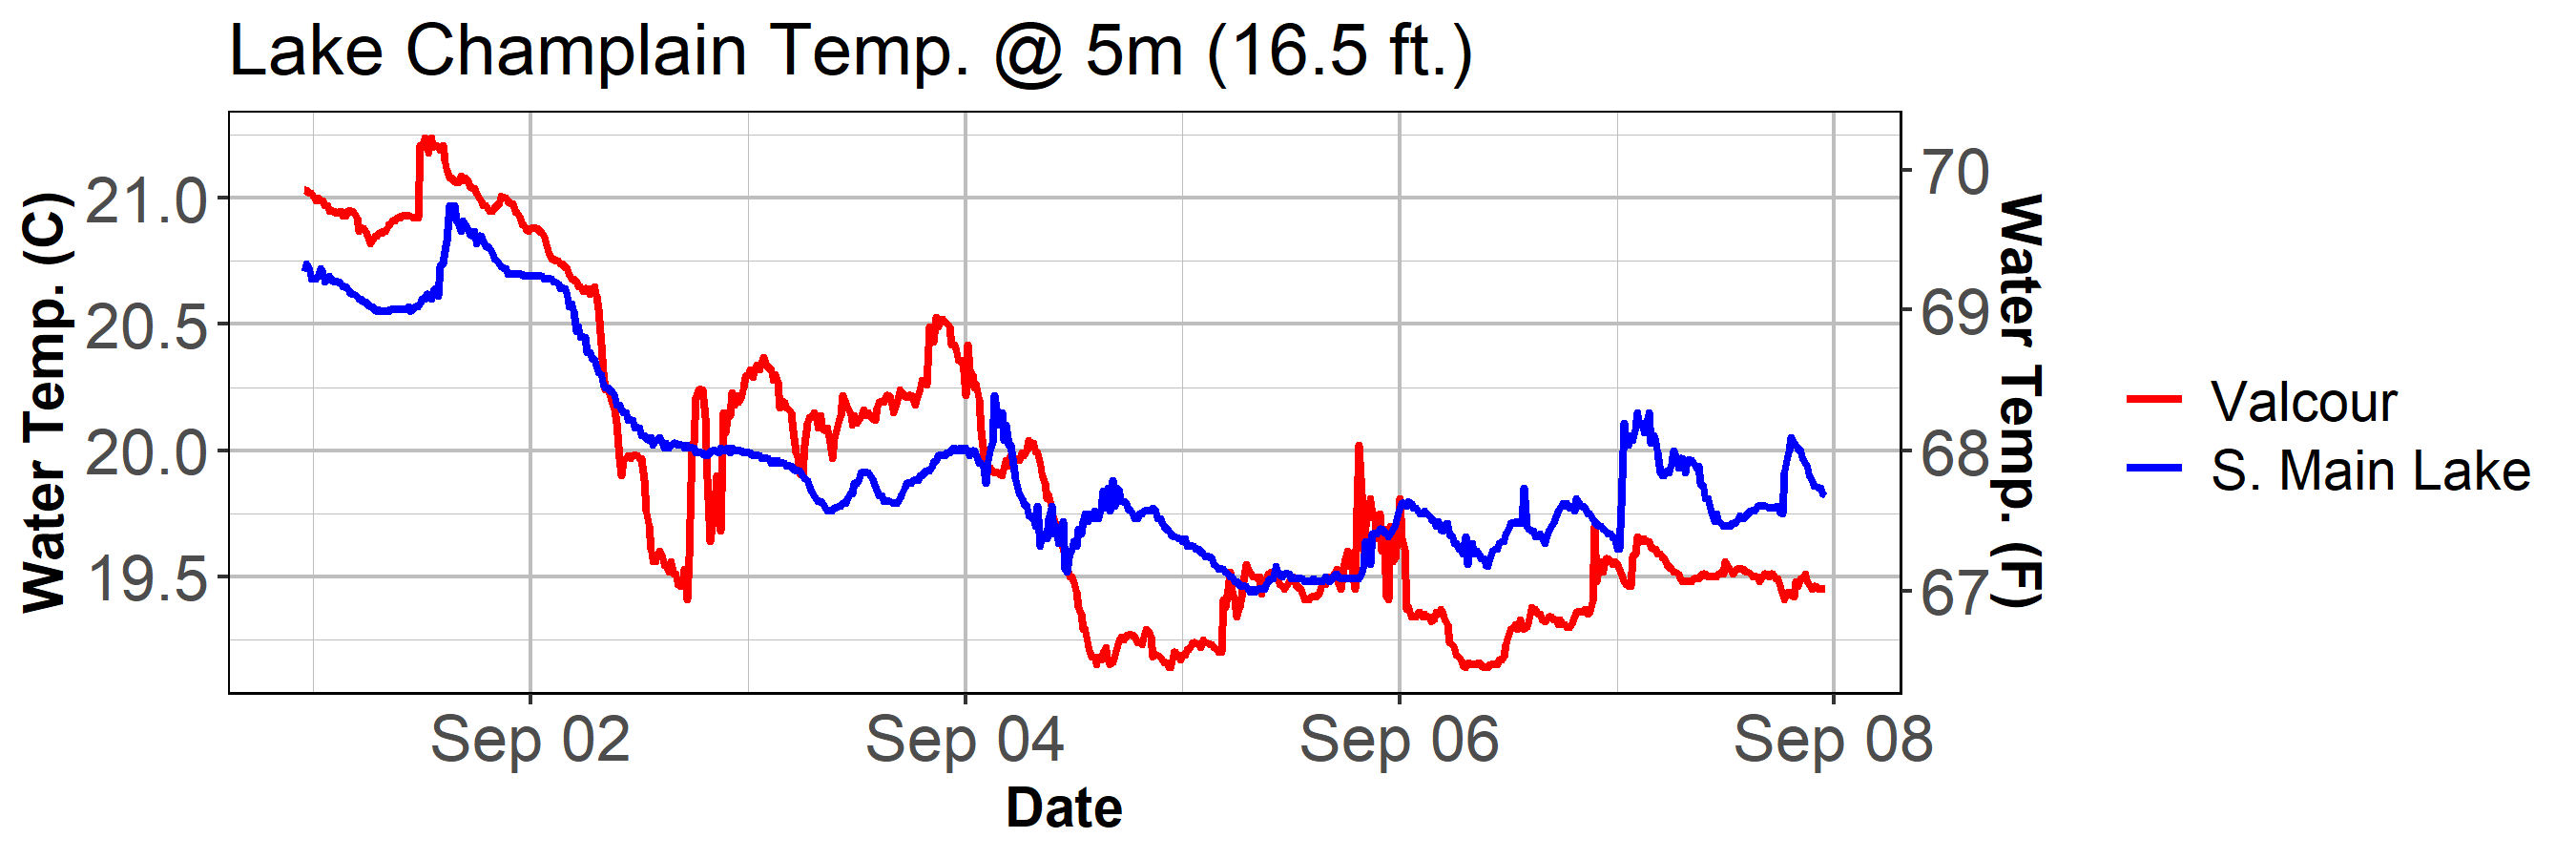 Lake Champlain Temp. @ 5m (16.5 ft.)
Water Temp. (C)
21.0
20.5
20.0
19.5
70
69
68
67
Water Temp. (F)
Valcour
S. Main Lake
Sep 02 Sep 04 Sep 06 Sep 08
Date